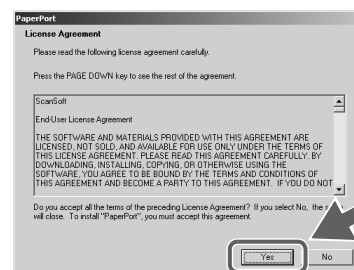 PaperPort
License Agreement
Please read the following license agreement carefully.
Press the PAGE DOWN key to see the rest of the agreement.
ScanSoft
End-User License Agreement
THE SOFTWARE AND MATERIALS PROVIDED WITH THIS AGREEMENT ARE
LICENSED, NOT SOLD, AND AVAILABLE FOR USE ONLY UNDER THE TERMS OF
THIS LICENSE AGREEMENT. PLEASE READ THIS AGREEMENT CAREFULLY. BY
DOWNLOADING, INSTALLING, COPYING, OR OTHERWISE USING THE
SOFTWARE, YOU AGREE TO BE BOUND BY THE TERMS AND CONDITIONS OF
THIS AGREEMENT AND BECOME A PARTY TO THIS AGREEMENT. IF YOU DO NOT
Do you accept all the terms of the preceding License Agreement? If you select No, the
will close. To install "PaperPort", you must accept this agreement.
Yes
No